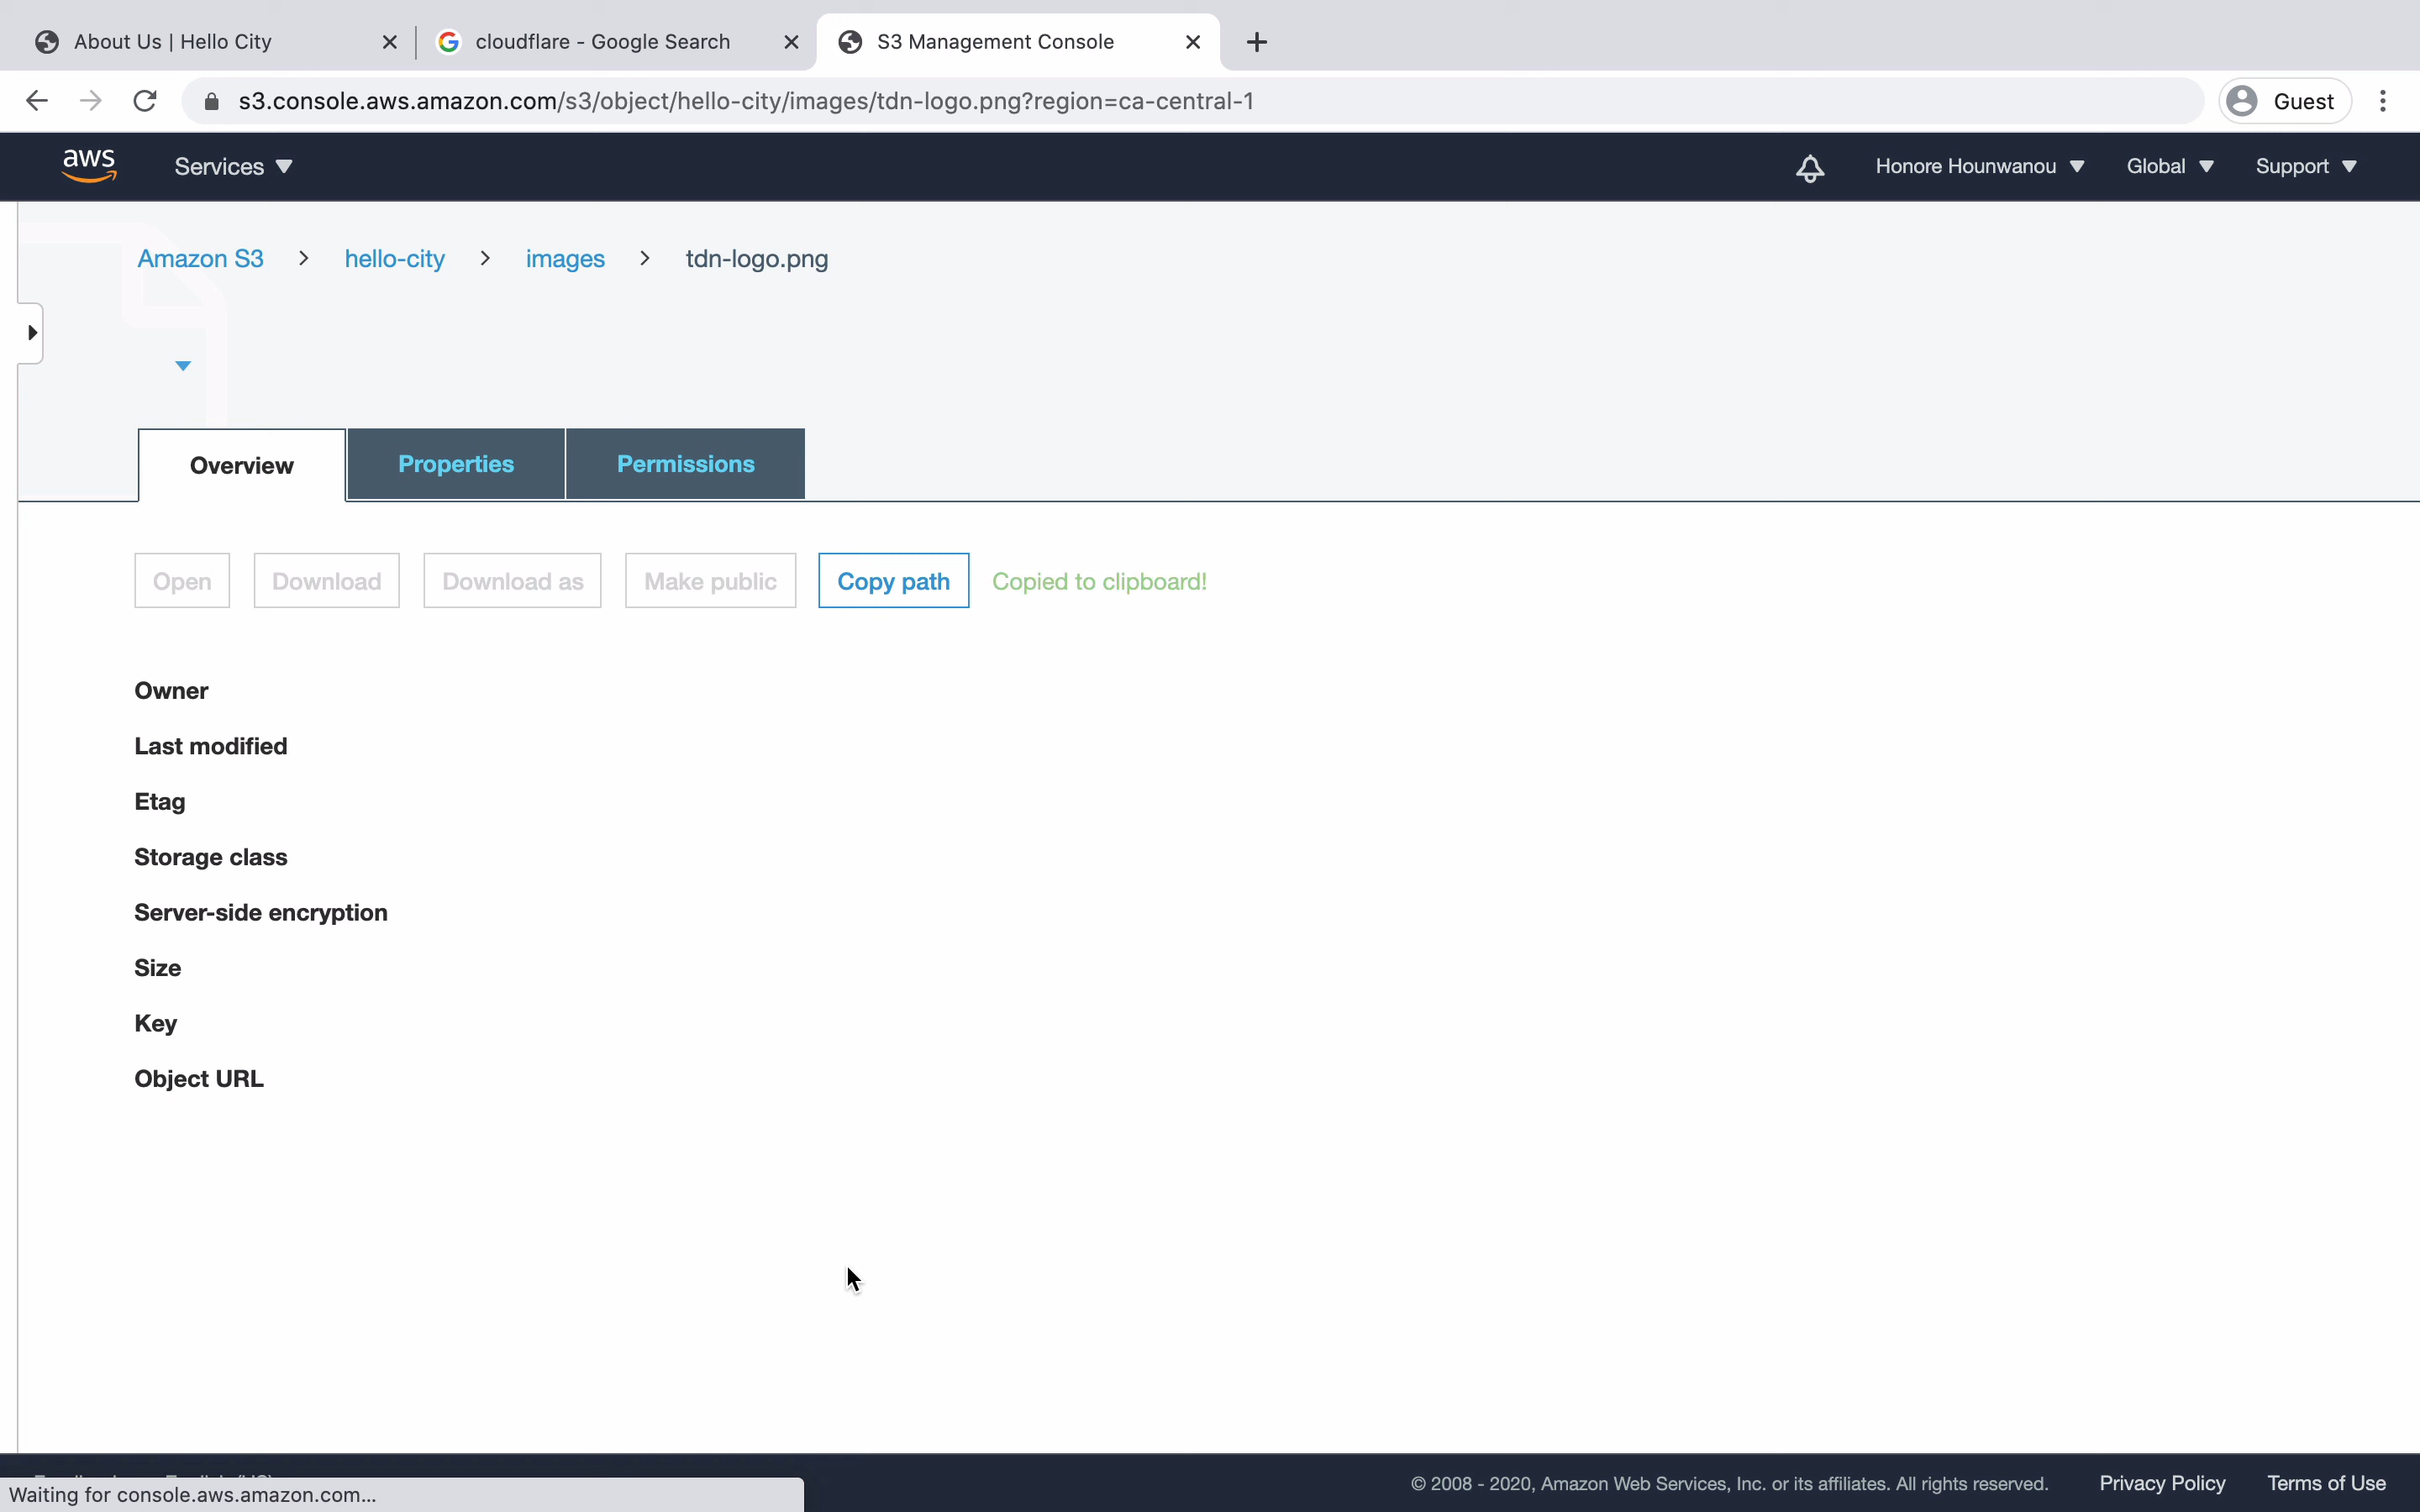 About Us | Hello City
cloudflare - Google Search
S3 Management Console
s3.console.aws.amazon.com/s3/object/hello-city/images/tdn-logo.png?region=ca-central-1
Guest
aws
Services
Honore Hounwanou
Global
Support
Amazon S3 > hello-city > images > tdn-logo.png
Overview
Properties
Permissions
Open
Download
Download as
Make public
Copy path
Copied to clipboard!
Owner
Last modified
Etag
Storage class
Server-side encryption
Size
Key
Object URL
© 2008 - 2020, Amazon Web Services, Inc. or its affiliates. All rights reserved.
Privacy Policy
Terms of Use
Waiting for console.aws.amazon.com...